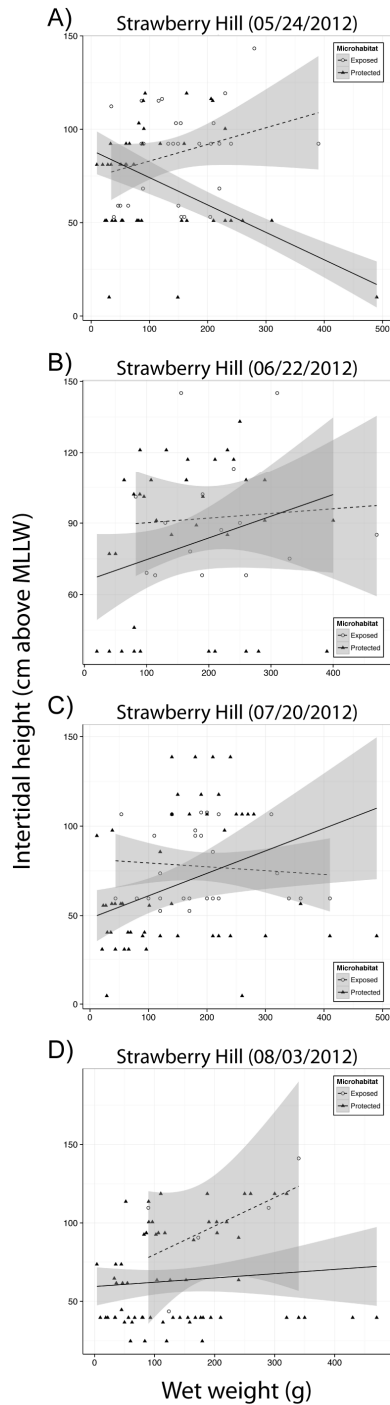 A) Strawberry Hill (05/24/2012)
150
100
50
0
0 100 200 300 400 500
Microhabitat
Exposed
Protected
B) Strawberry Hill (06/22/2012)
150
120
90
60
0 100 200 300 400
Microhabitat
Exposed
Protected
C) Strawberry Hill (07/20/2012)
150
100
50
0
0 100 200 300 400 500
Microhabitat
Exposed
Protected
D) Strawberry Hill (08/03/2012)
150
100
50
0 100 200 300 400
Microhabitat
Exposed
Protected
Intertidal height (cm above MLLW)
Wet weight (g)